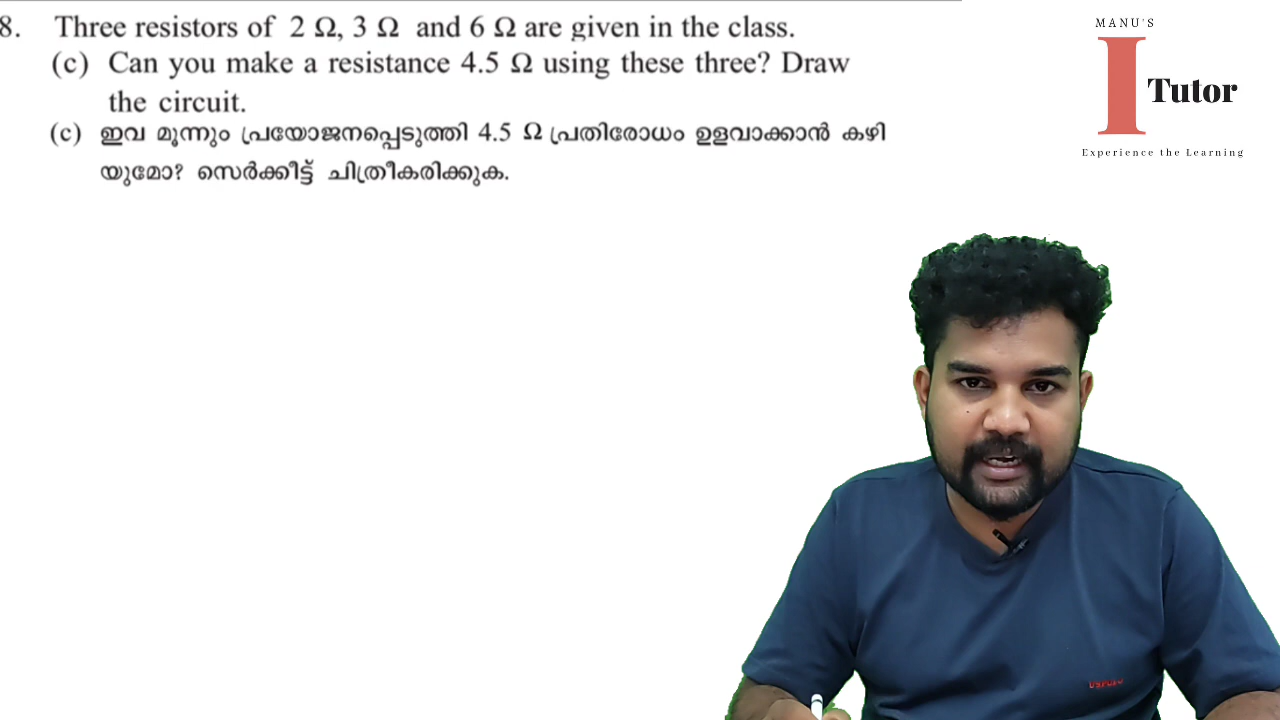 8. Three resistors of 2 Ω, 3 Ω and 6 Ω are given in the class.
(c) Can you make a resistance 4.5 Ω using these three? Draw
the circuit.
(c) ഇവ മൂന്നും പ്രയോജനപ്പെടുത്തി 4.5 Ω പ്രതിരോധം ഉളവാക്കാൻ കഴി
യുമോ? സെർക്കീട്ട് ചിത്രീകരിക്കുക.
MANU'S
I Tutor
Experience the Learning